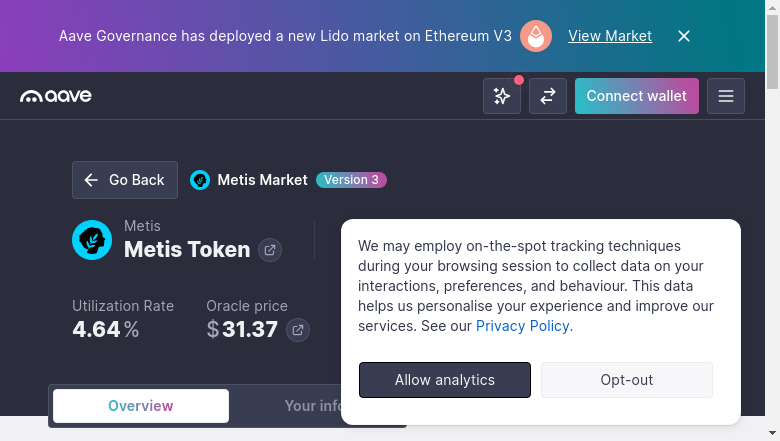 Aave Governance has deployed a new Lido market on Ethereum V3 View Market
aave Connect wallet
Go Back Metis Market Version 3
Metis
Metis Token
Utilization Rate Oracle price
4.64% $31.37
Overview Your info
We may employ on-the-spot tracking techniques
during your browsing session to collect data on your
interactions, preferences, and behaviour. This data
helps us personalise your experience and improve our
services. See our Privacy Policy.
Allow analytics Opt-out